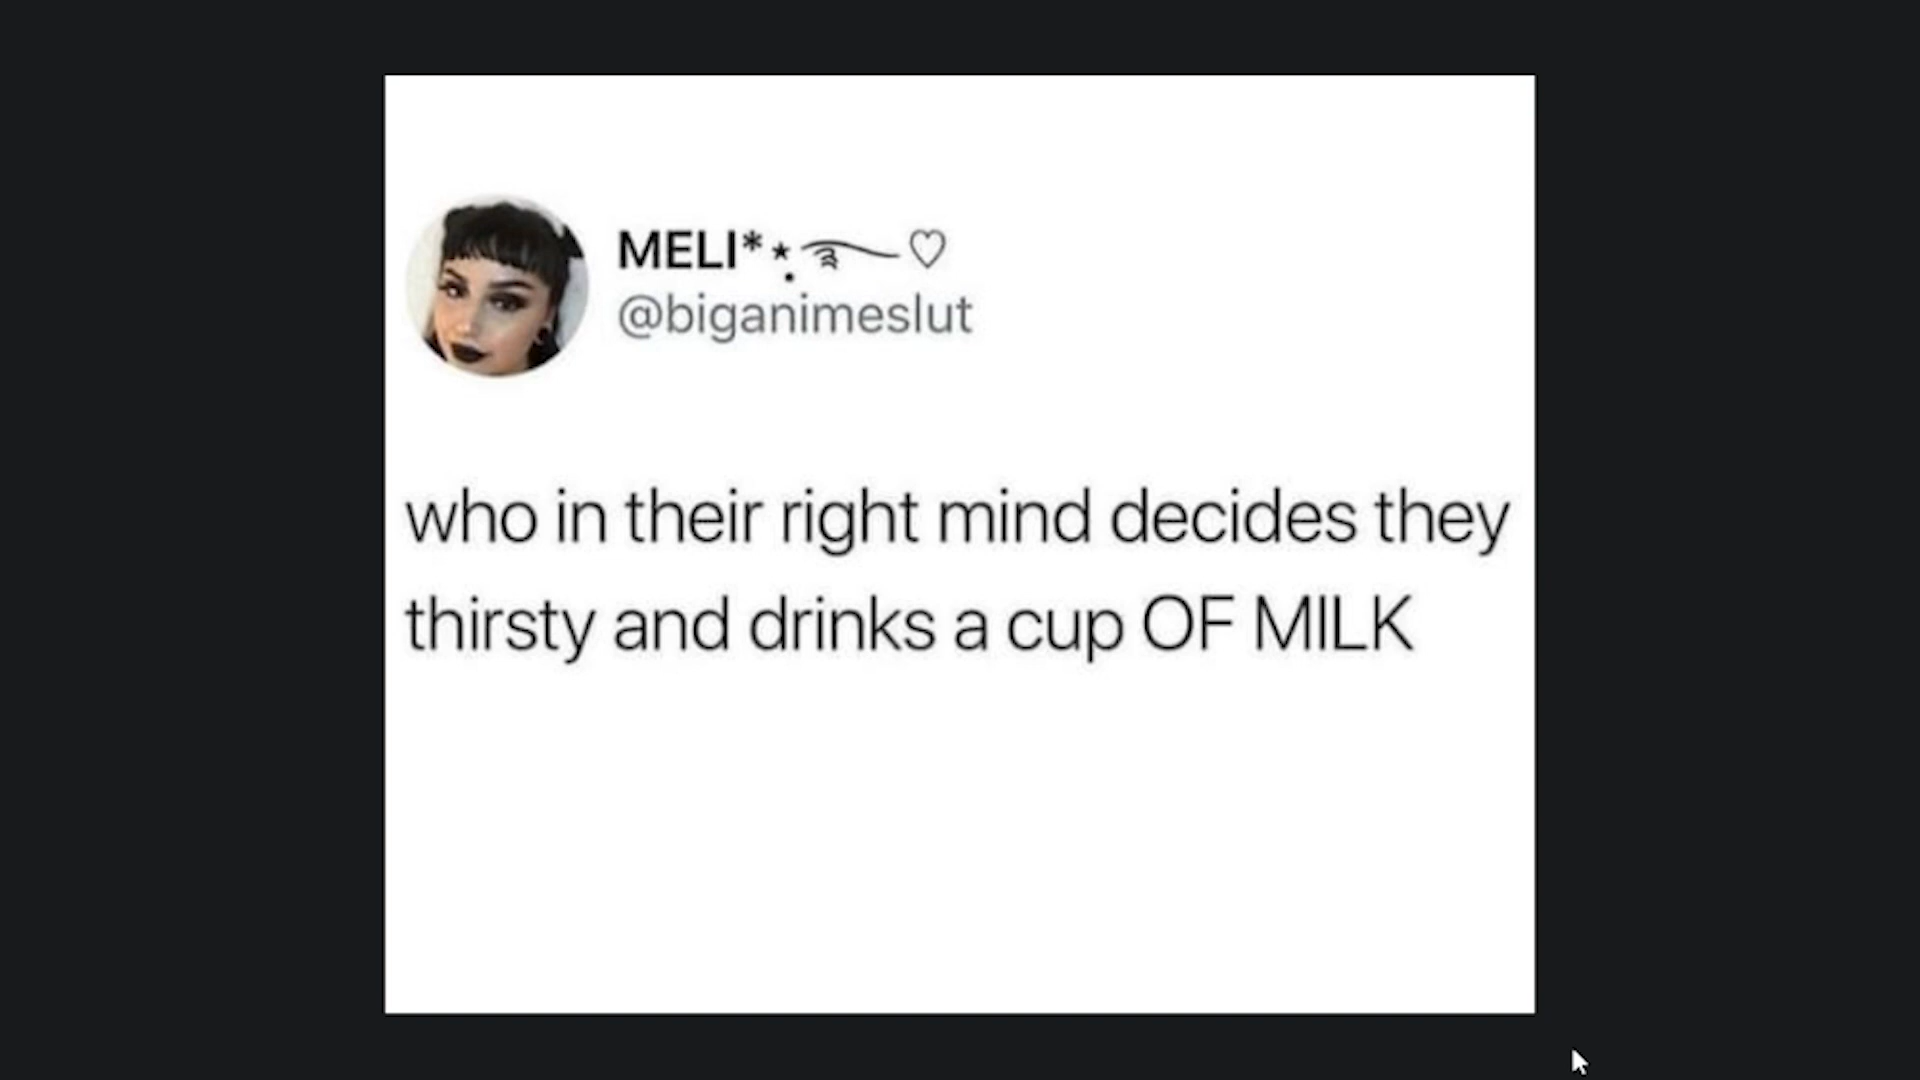 MELI*⋆.࿐♡
@biganimeslut
who in their right mind decides they
thirsty and drinks a cup OF MILK